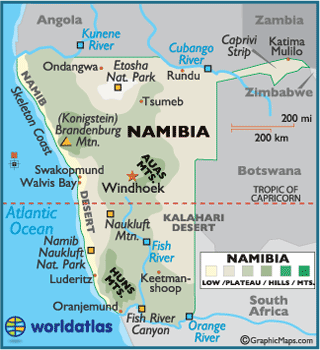 Angola
Zambia
Kunene
River
Cubango
River
Caprivi
Strip
Katima
Mulilo
Ondangwa
Etosha
Nat. Park
Rundu
Zimbabwe
NAMIB
Skeleton Coast
Tsumeb
(Konigstein)
Brandenburg
Mtn.
NAMIBIA
200 mi
200 km
AUAS
MTS.
Swakopmund
Walvis Bay
Windhoek
Botswana
TROPIC OF
CAPRICORN
Atlantic
Ocean
DESERT
Naukluft
Mtn.
KALAHARI
DESERT
Namib
Naukluft
Nat. Park
Fish
River
NAMIBIA
LOW / PLATEAU / HILLS / MTS.
Luderitz
HUNS
MTS.
Keetman-
shoop
Oranjemund
South
Africa
Fish River
Canyon
Orange
River
worldatlas
©GraphicMaps.com